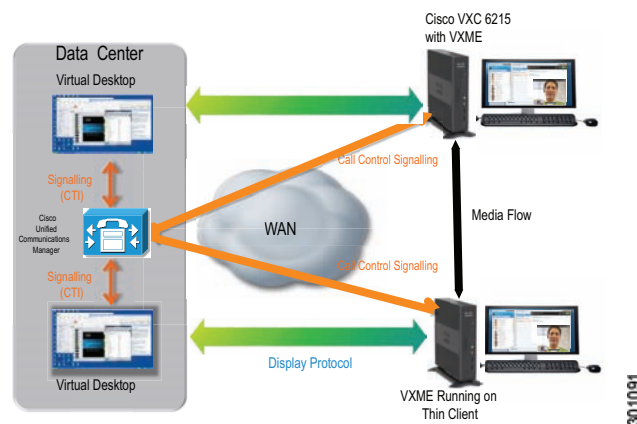 Cisco VXC 6215
with VXME
Data Center
Virtual Desktop
Call Control Signalling
Signalling
(CTI)
Cisco
Unified
Communications
Manager
WAN
Media Flow
Call Control Signalling
Signalling
(CTI)
Display Protocol
Virtual Desktop
VXME Running on
Thin Client
301091